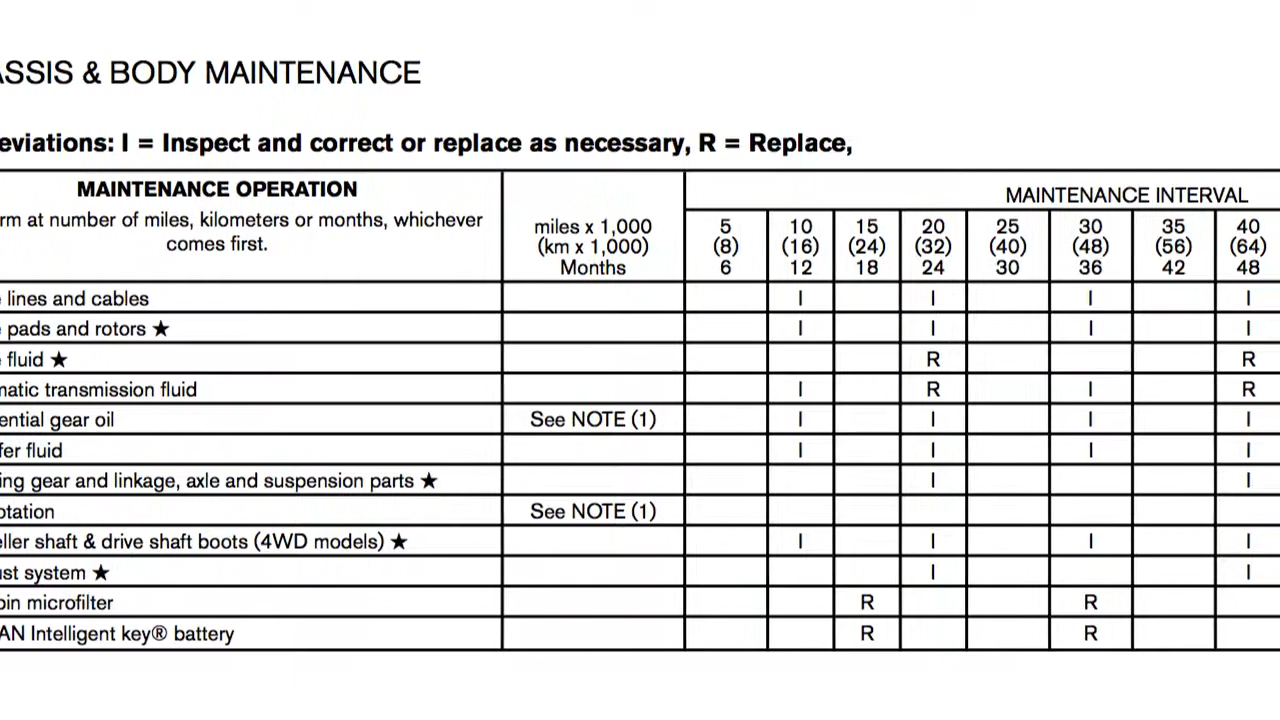 ASSIS & BODY MAINTENANCE
eviations: I = Inspect and correct or replace as necessary, R = Replace,
MAINTENANCE OPERATION
rm at number of miles, kilometers or months, whichever
comes first.
miles x 1,000
(km x 1,000)
Months
MAINTENANCE INTERVAL
5 10 15 20 25 30 35 40
(8) (16) (24) (32) (40) (48) (56) (64)
6 12 18 24 30 36 42 48
e lines and cables I I I I
e pads and rotors ★ I I I I
e fluid ★ R R
matic transmission fluid I R I R
ential gear oil See NOTE (1) I I I I
fer fluid I I I I
ing gear and linkage, axle and suspension parts ★ I I
otation See NOTE (1)
eller shaft & drive shaft boots (4WD models) ★ I I I I
ust system ★ I I
bin microfilter R R
AN Intelligent key® battery R R